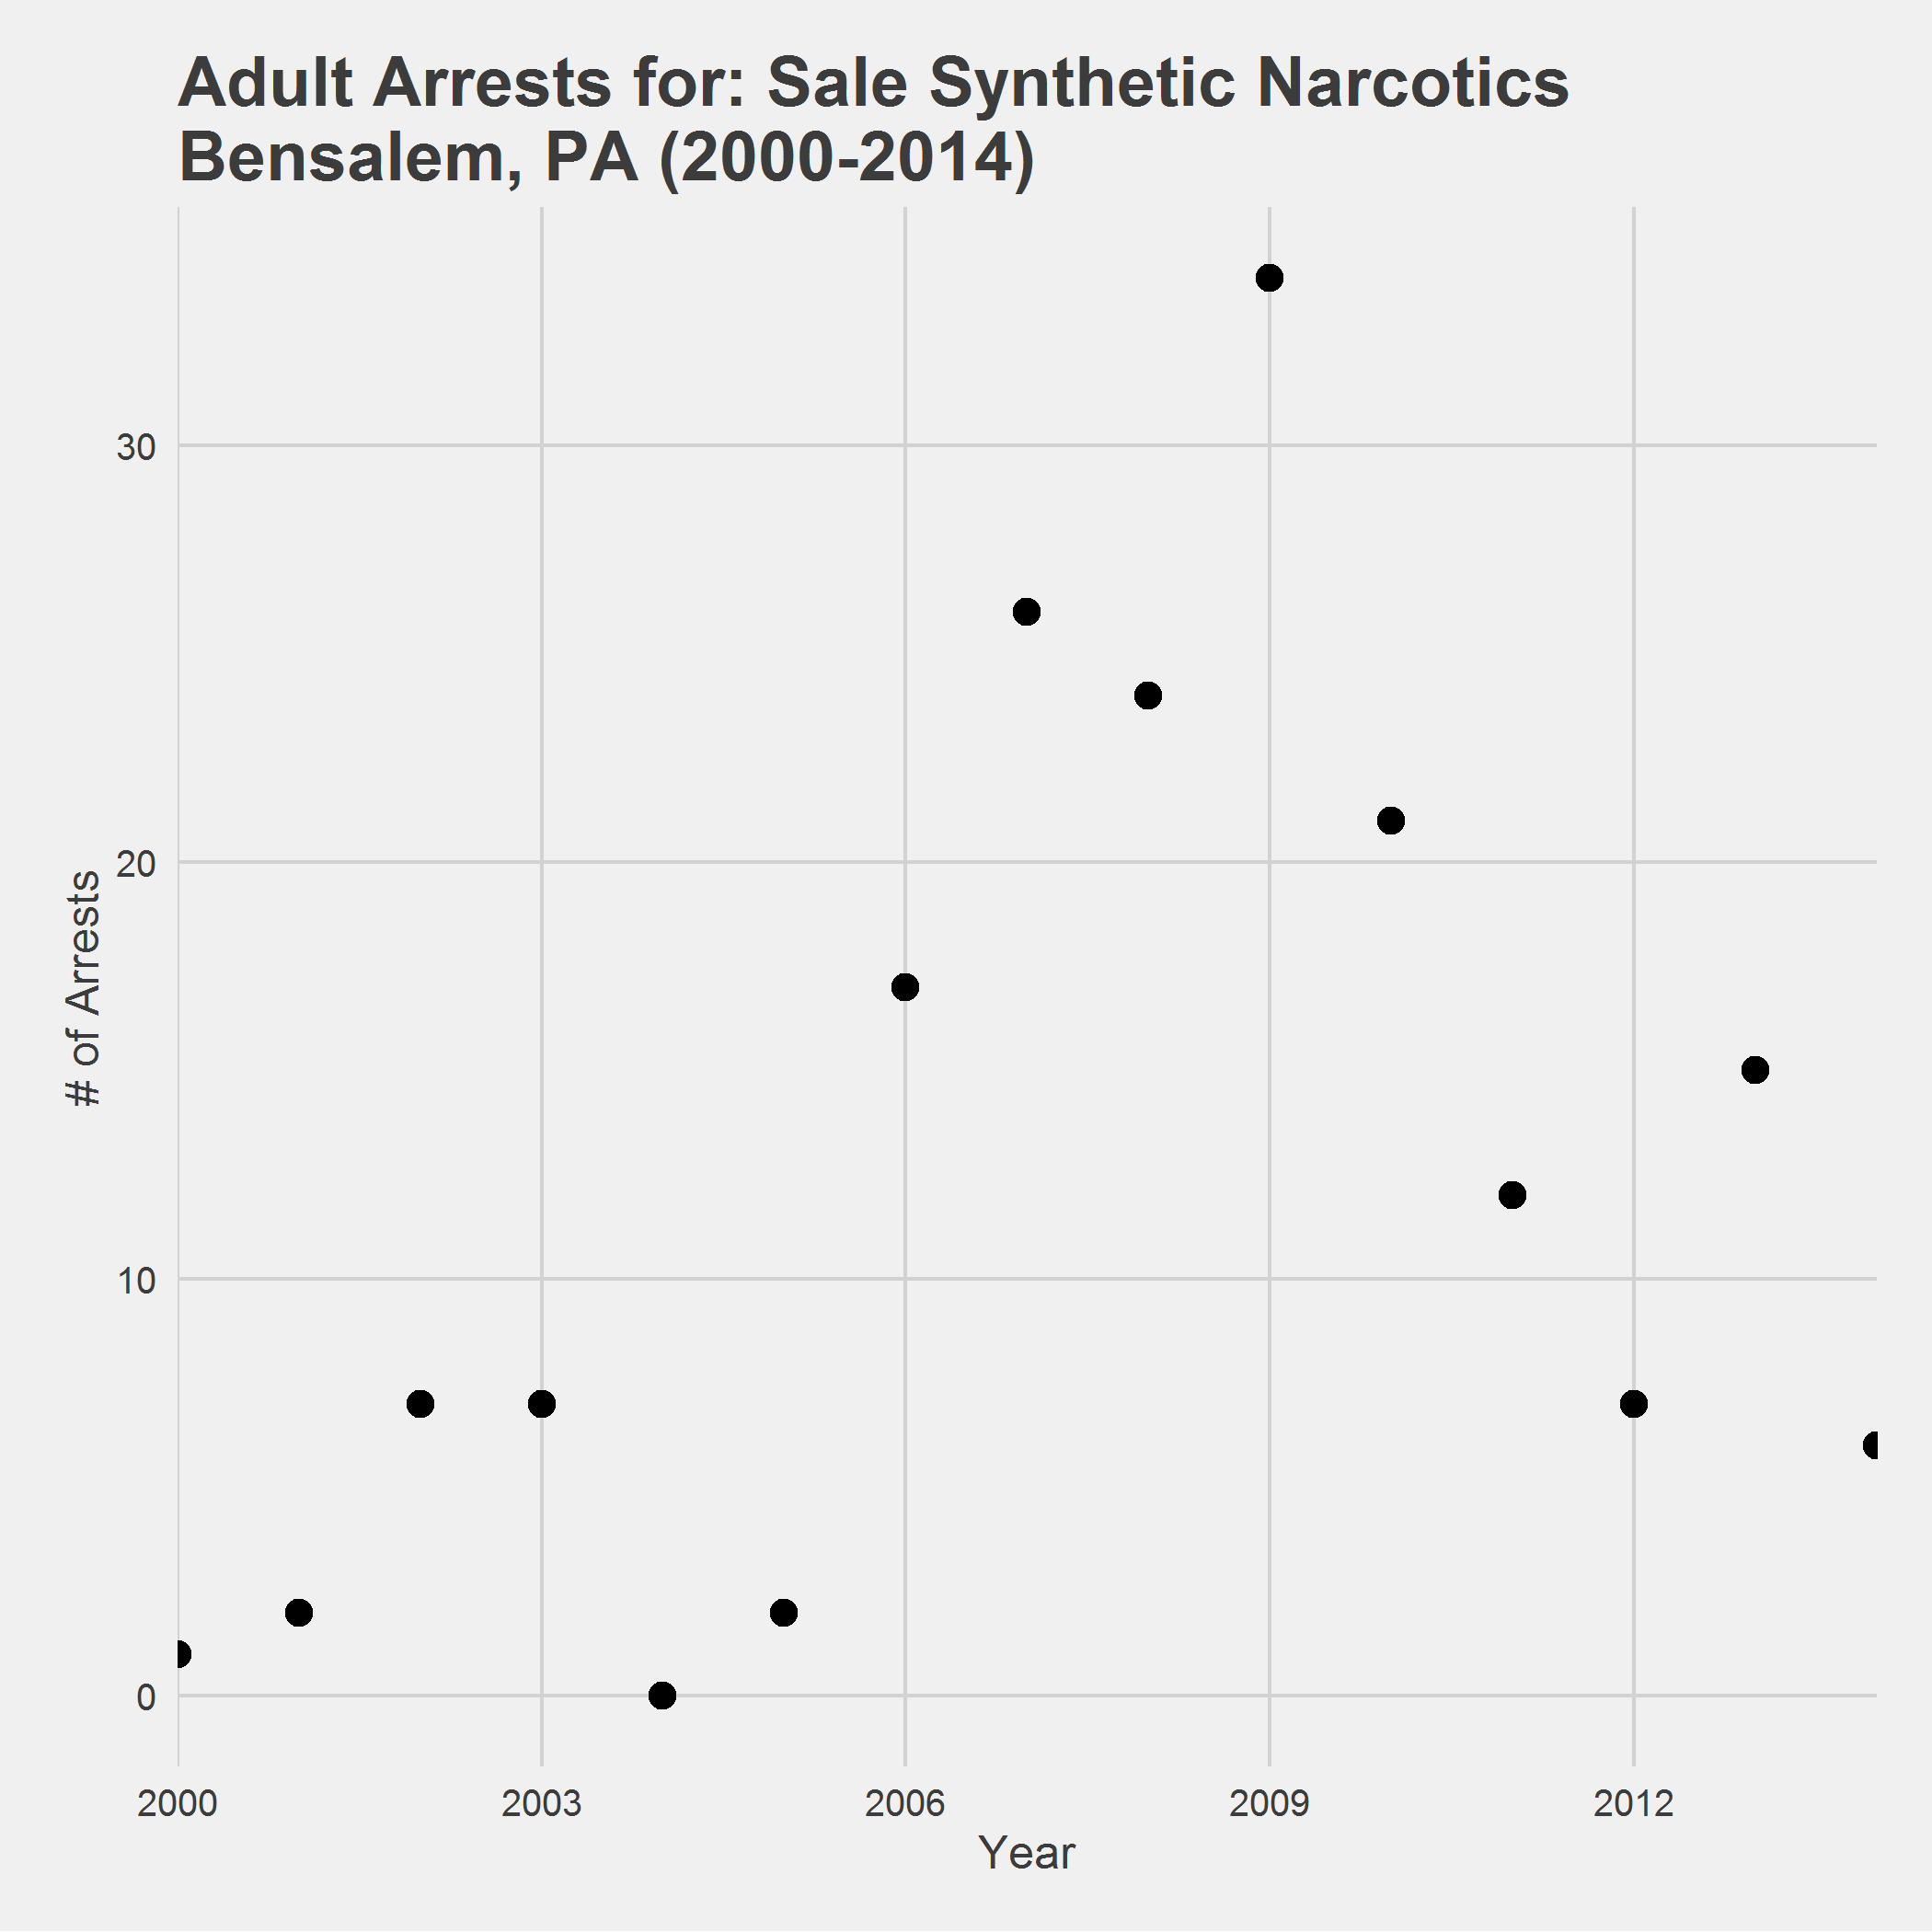 Adult Arrests for: Sale Synthetic Narcotics
Bensalem, PA (2000-2014)
# of Arrests
30
20
10
0
2000 2003 2006 2009 2012
Year